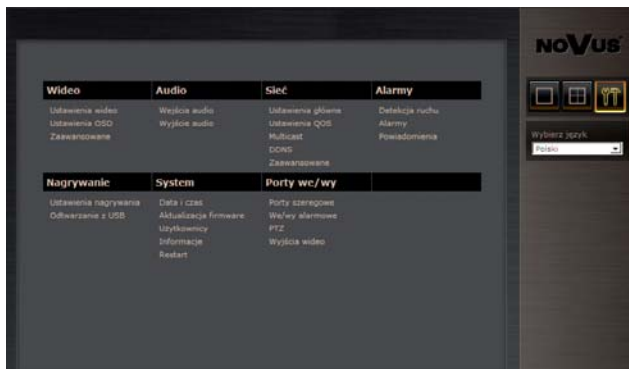 NOVUS
Wideo Audio Sieć Alarmy
Ustawienia wideo Wejścia audio Ustawienia główne Detekcja ruchu
Ustawienia OSD Wyjście audio Ustawienia QOS Alarmy
Zaawansowane Multicast Powiadomienia
DDNS
Zaawansowane
Nagrywanie System Porty we/wy
Ustawienia nagrywania Data i czas Porty szeregowe
Odtwarzanie z USB Aktualizacja firmware We/wy alarmowe
Użytkownicy PTZ
Informacje Wyjścia wideo
Restart
Wybierz język
Polski